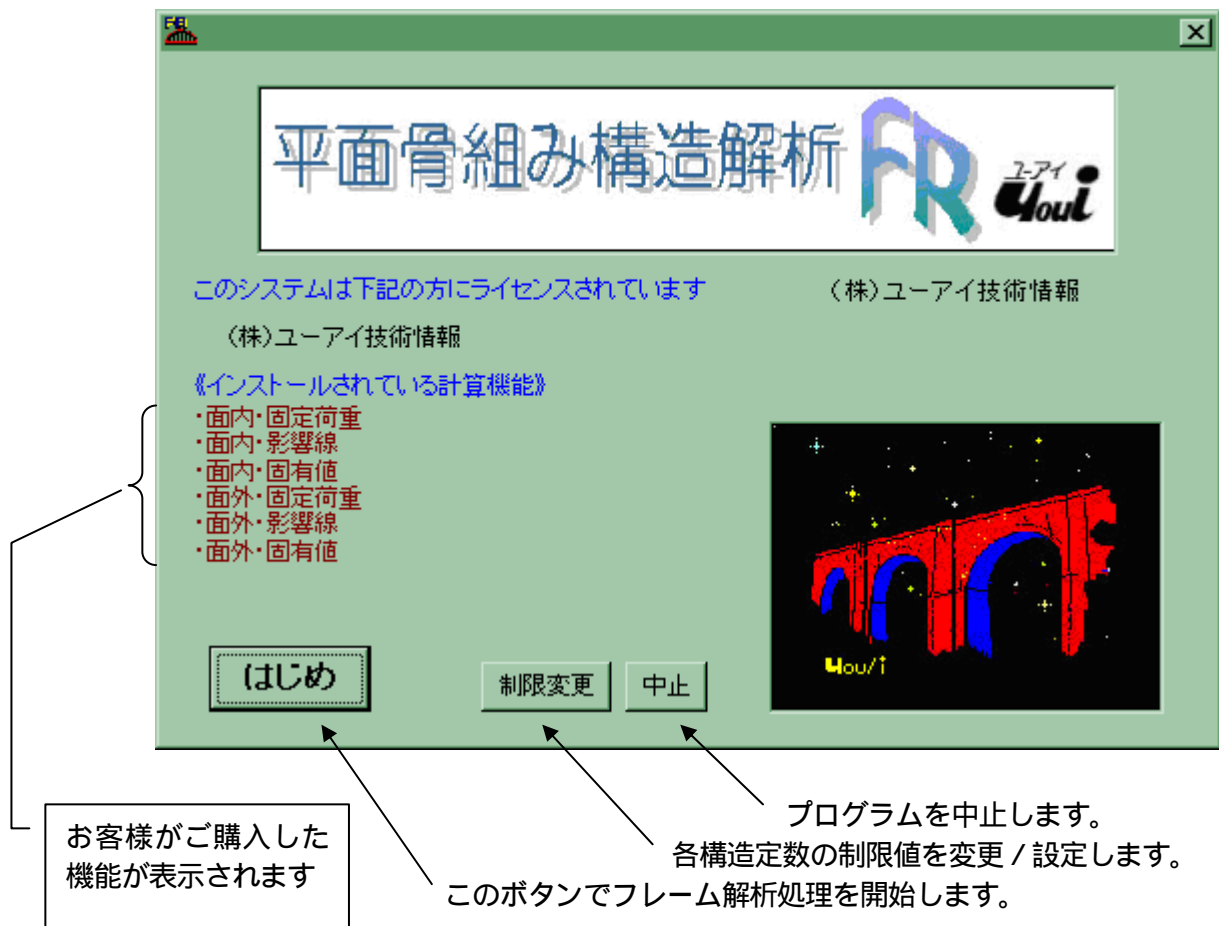 平面骨組み構造解析 FR ユーアイ Youi
このシステムは下記の方にライセンスされています
(株)ユーアイ技術情報
(株)ユーアイ技術情報
《インストールされている計算機能》
・面内・固定荷重
・面内・影響線
・面内・固有値
・面外・固定荷重
・面外・影響線
・面外・固有値
You/i
はじめ
制限変更
中止
プログラムを中止します。
各構造定数の制限値を変更 / 設定します。
このボタンでフレーム解析処理を開始します。
お客様がご購入した
機能が表示されます